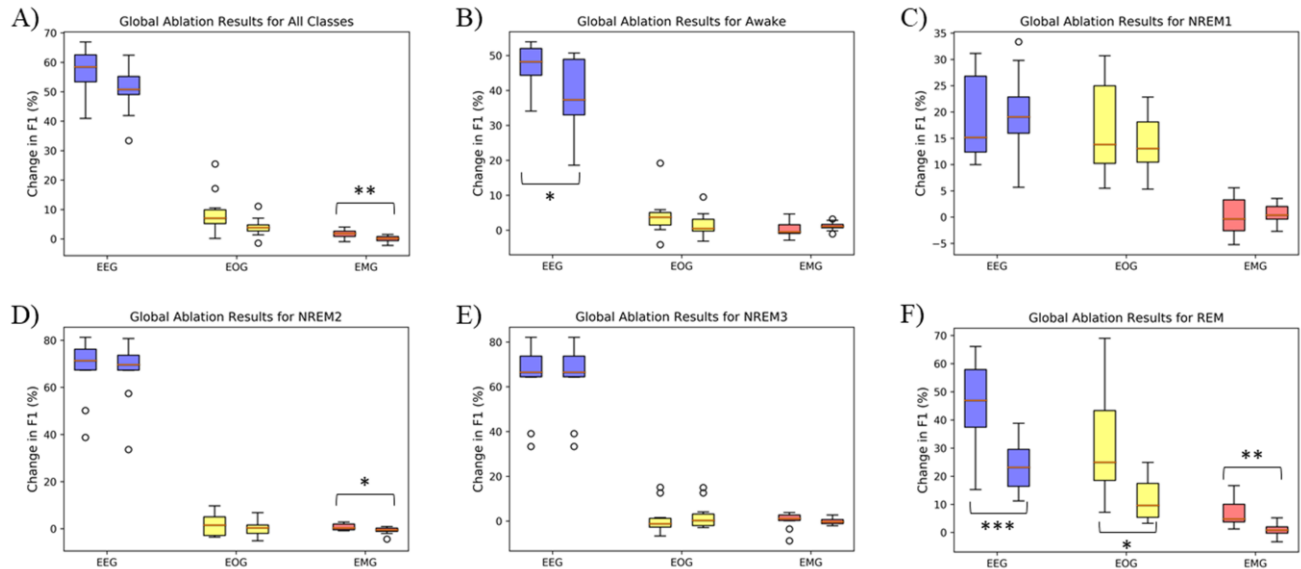 A)
Global Ablation Results for All Classes
Change in F1 (%)
70
60
50
40
30
20
10
0
**
EEG EOG EMG
B)
Global Ablation Results for Awake
Change in F1 (%)
50
40
30
20
10
0
*
EEG EOG EMG
C)
Global Ablation Results for NREM1
Change in F1 (%)
35
30
25
20
15
10
5
0
−5
EEG EOG EMG
D)
Global Ablation Results for NREM2
Change in F1 (%)
80
60
40
20
0
*
EEG EOG EMG
E)
Global Ablation Results for NREM3
Change in F1 (%)
80
60
40
20
0
EEG EOG EMG
F)
Global Ablation Results for REM
Change in F1 (%)
70
60
50
40
30
20
10
0
**
***
*
EEG EOG EMG